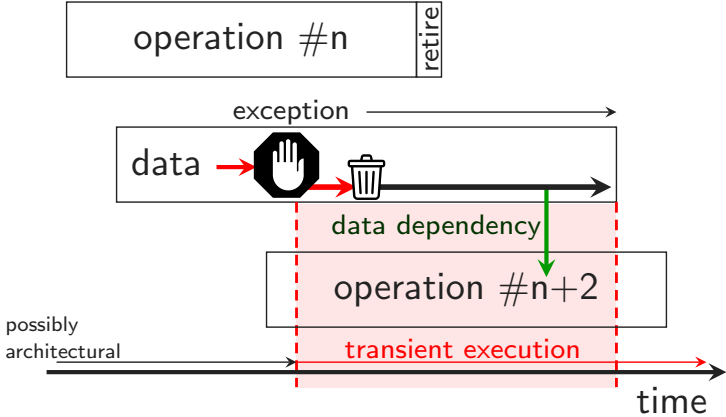 operation #n
retire
exception
data
data dependency
operation #n+2
possibly
architectural
transient execution
time